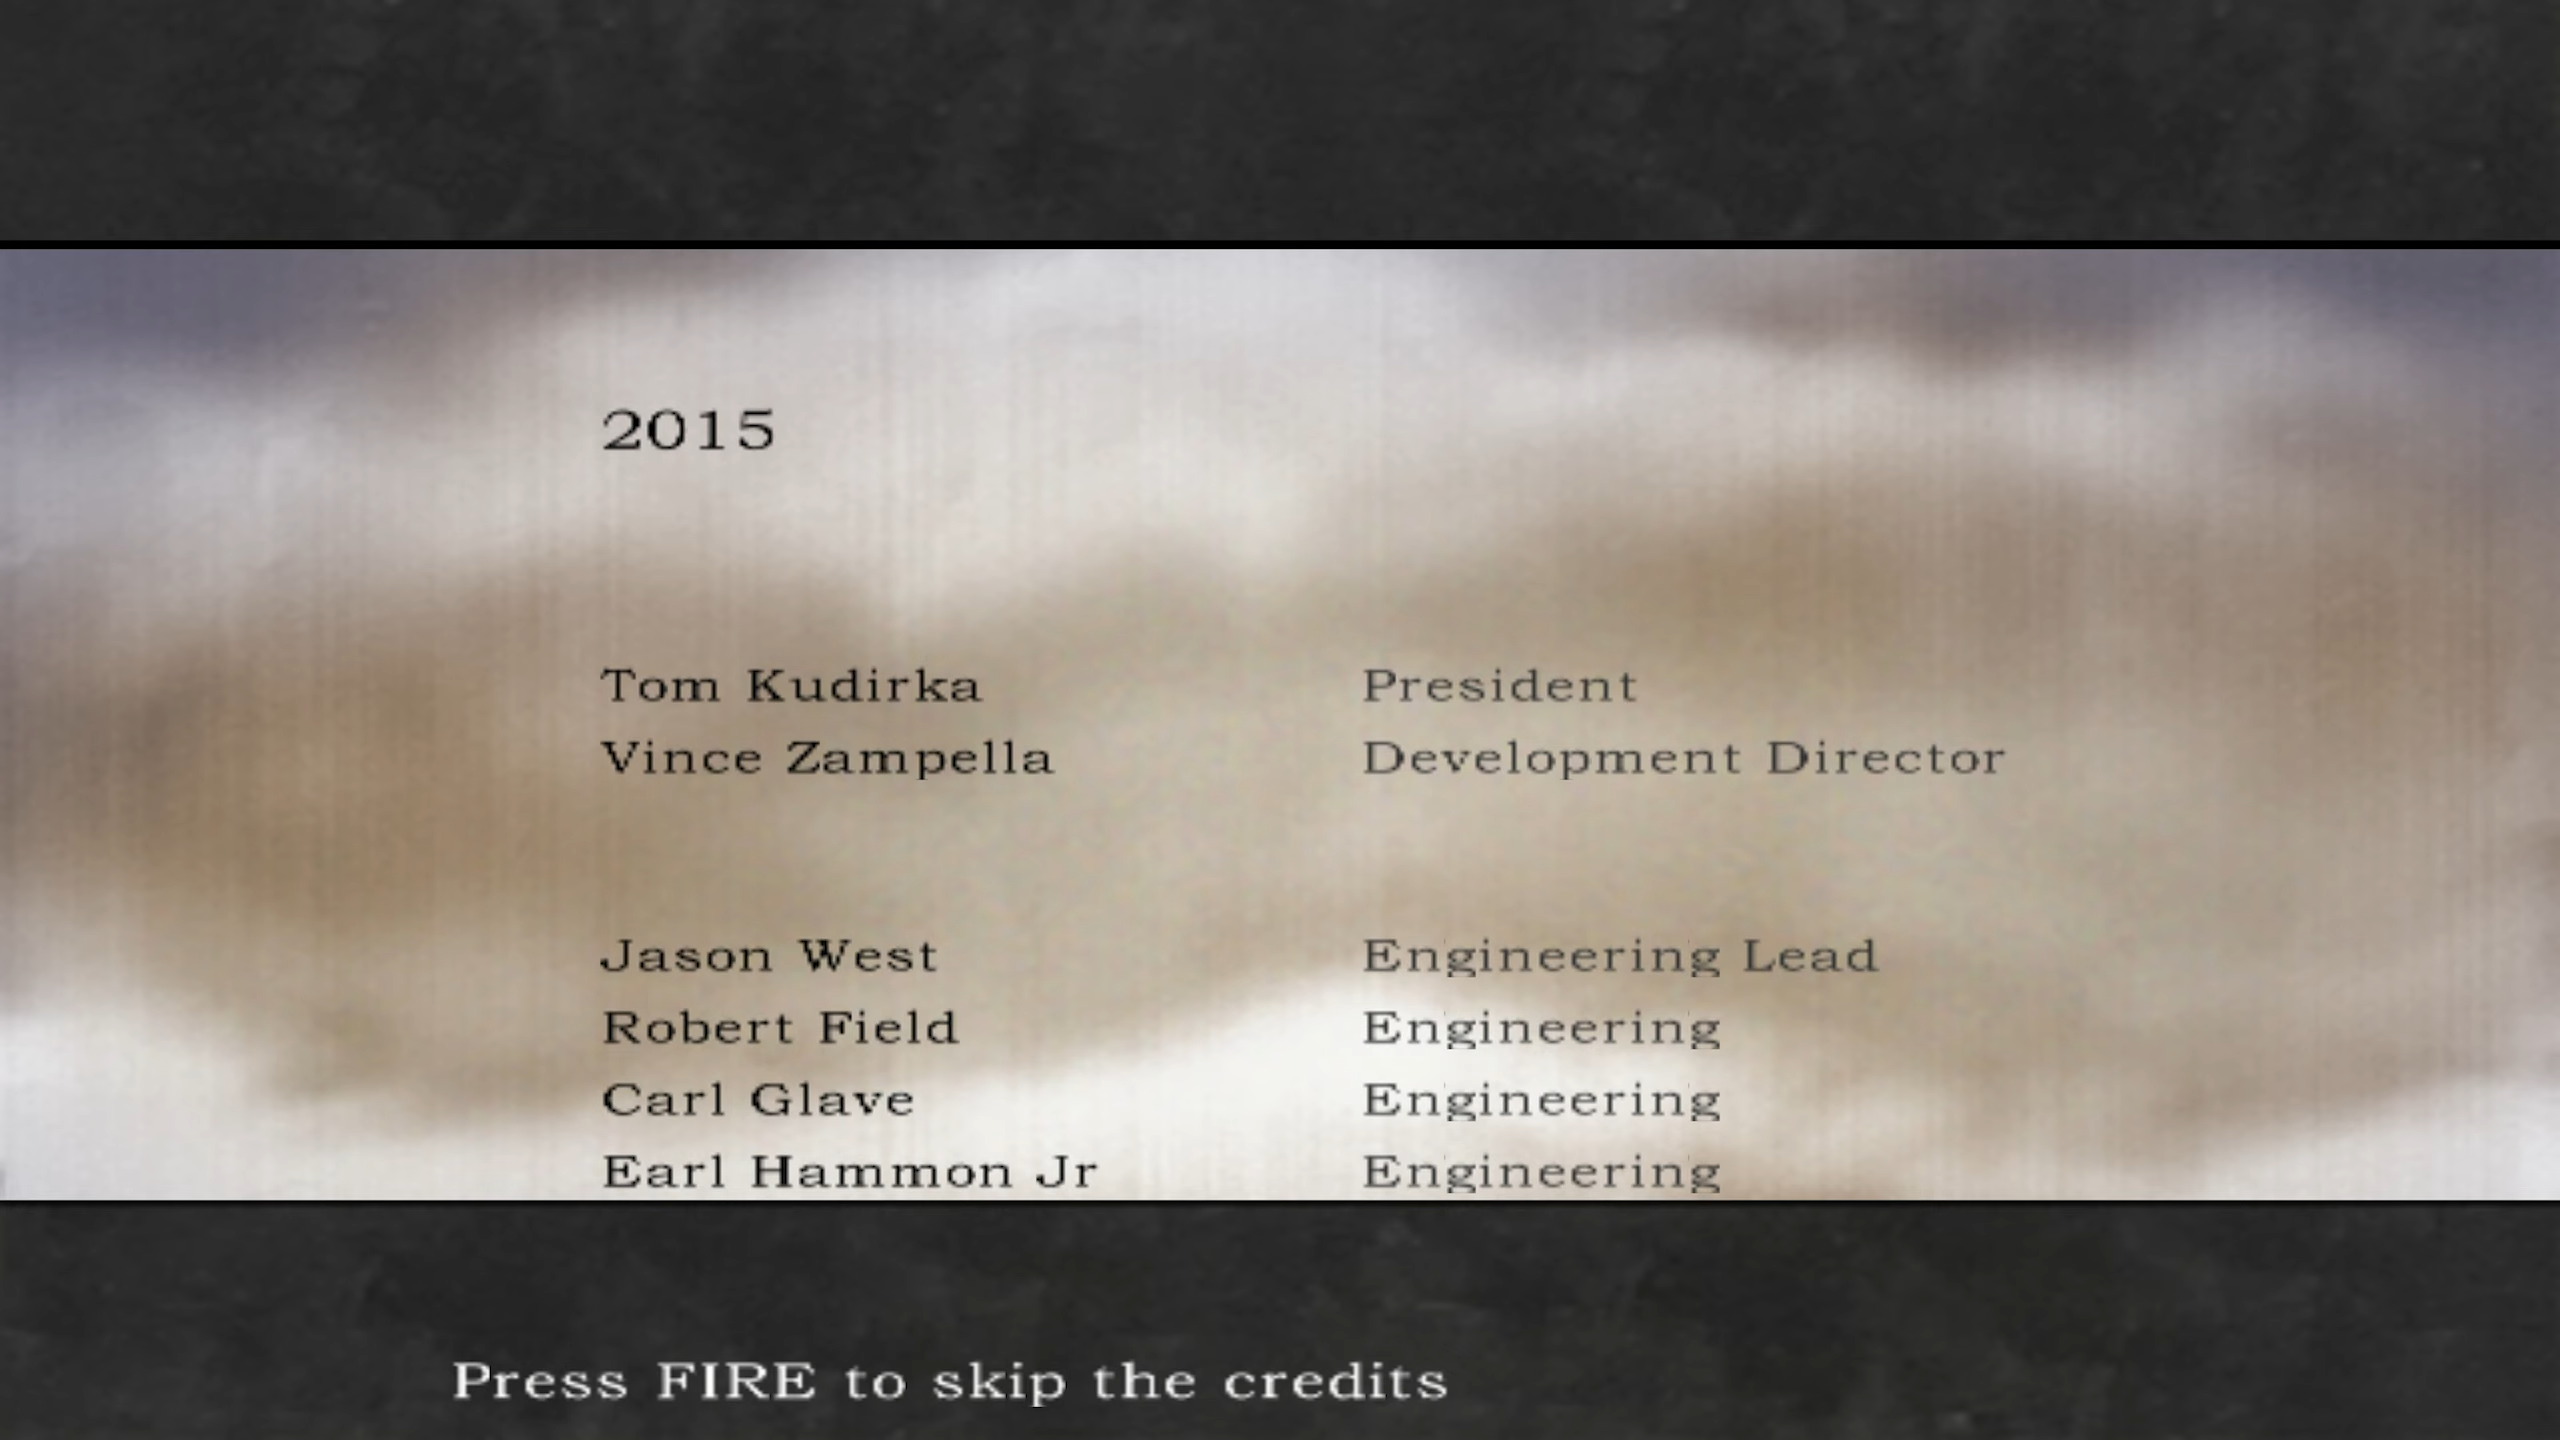 2015
Tom Kudirka President
Vince Zampella Development Director
Jason West Engineering Lead
Robert Field Engineering
Carl Glave Engineering
Earl Hammon Jr Engineering
Press FIRE to skip the credits